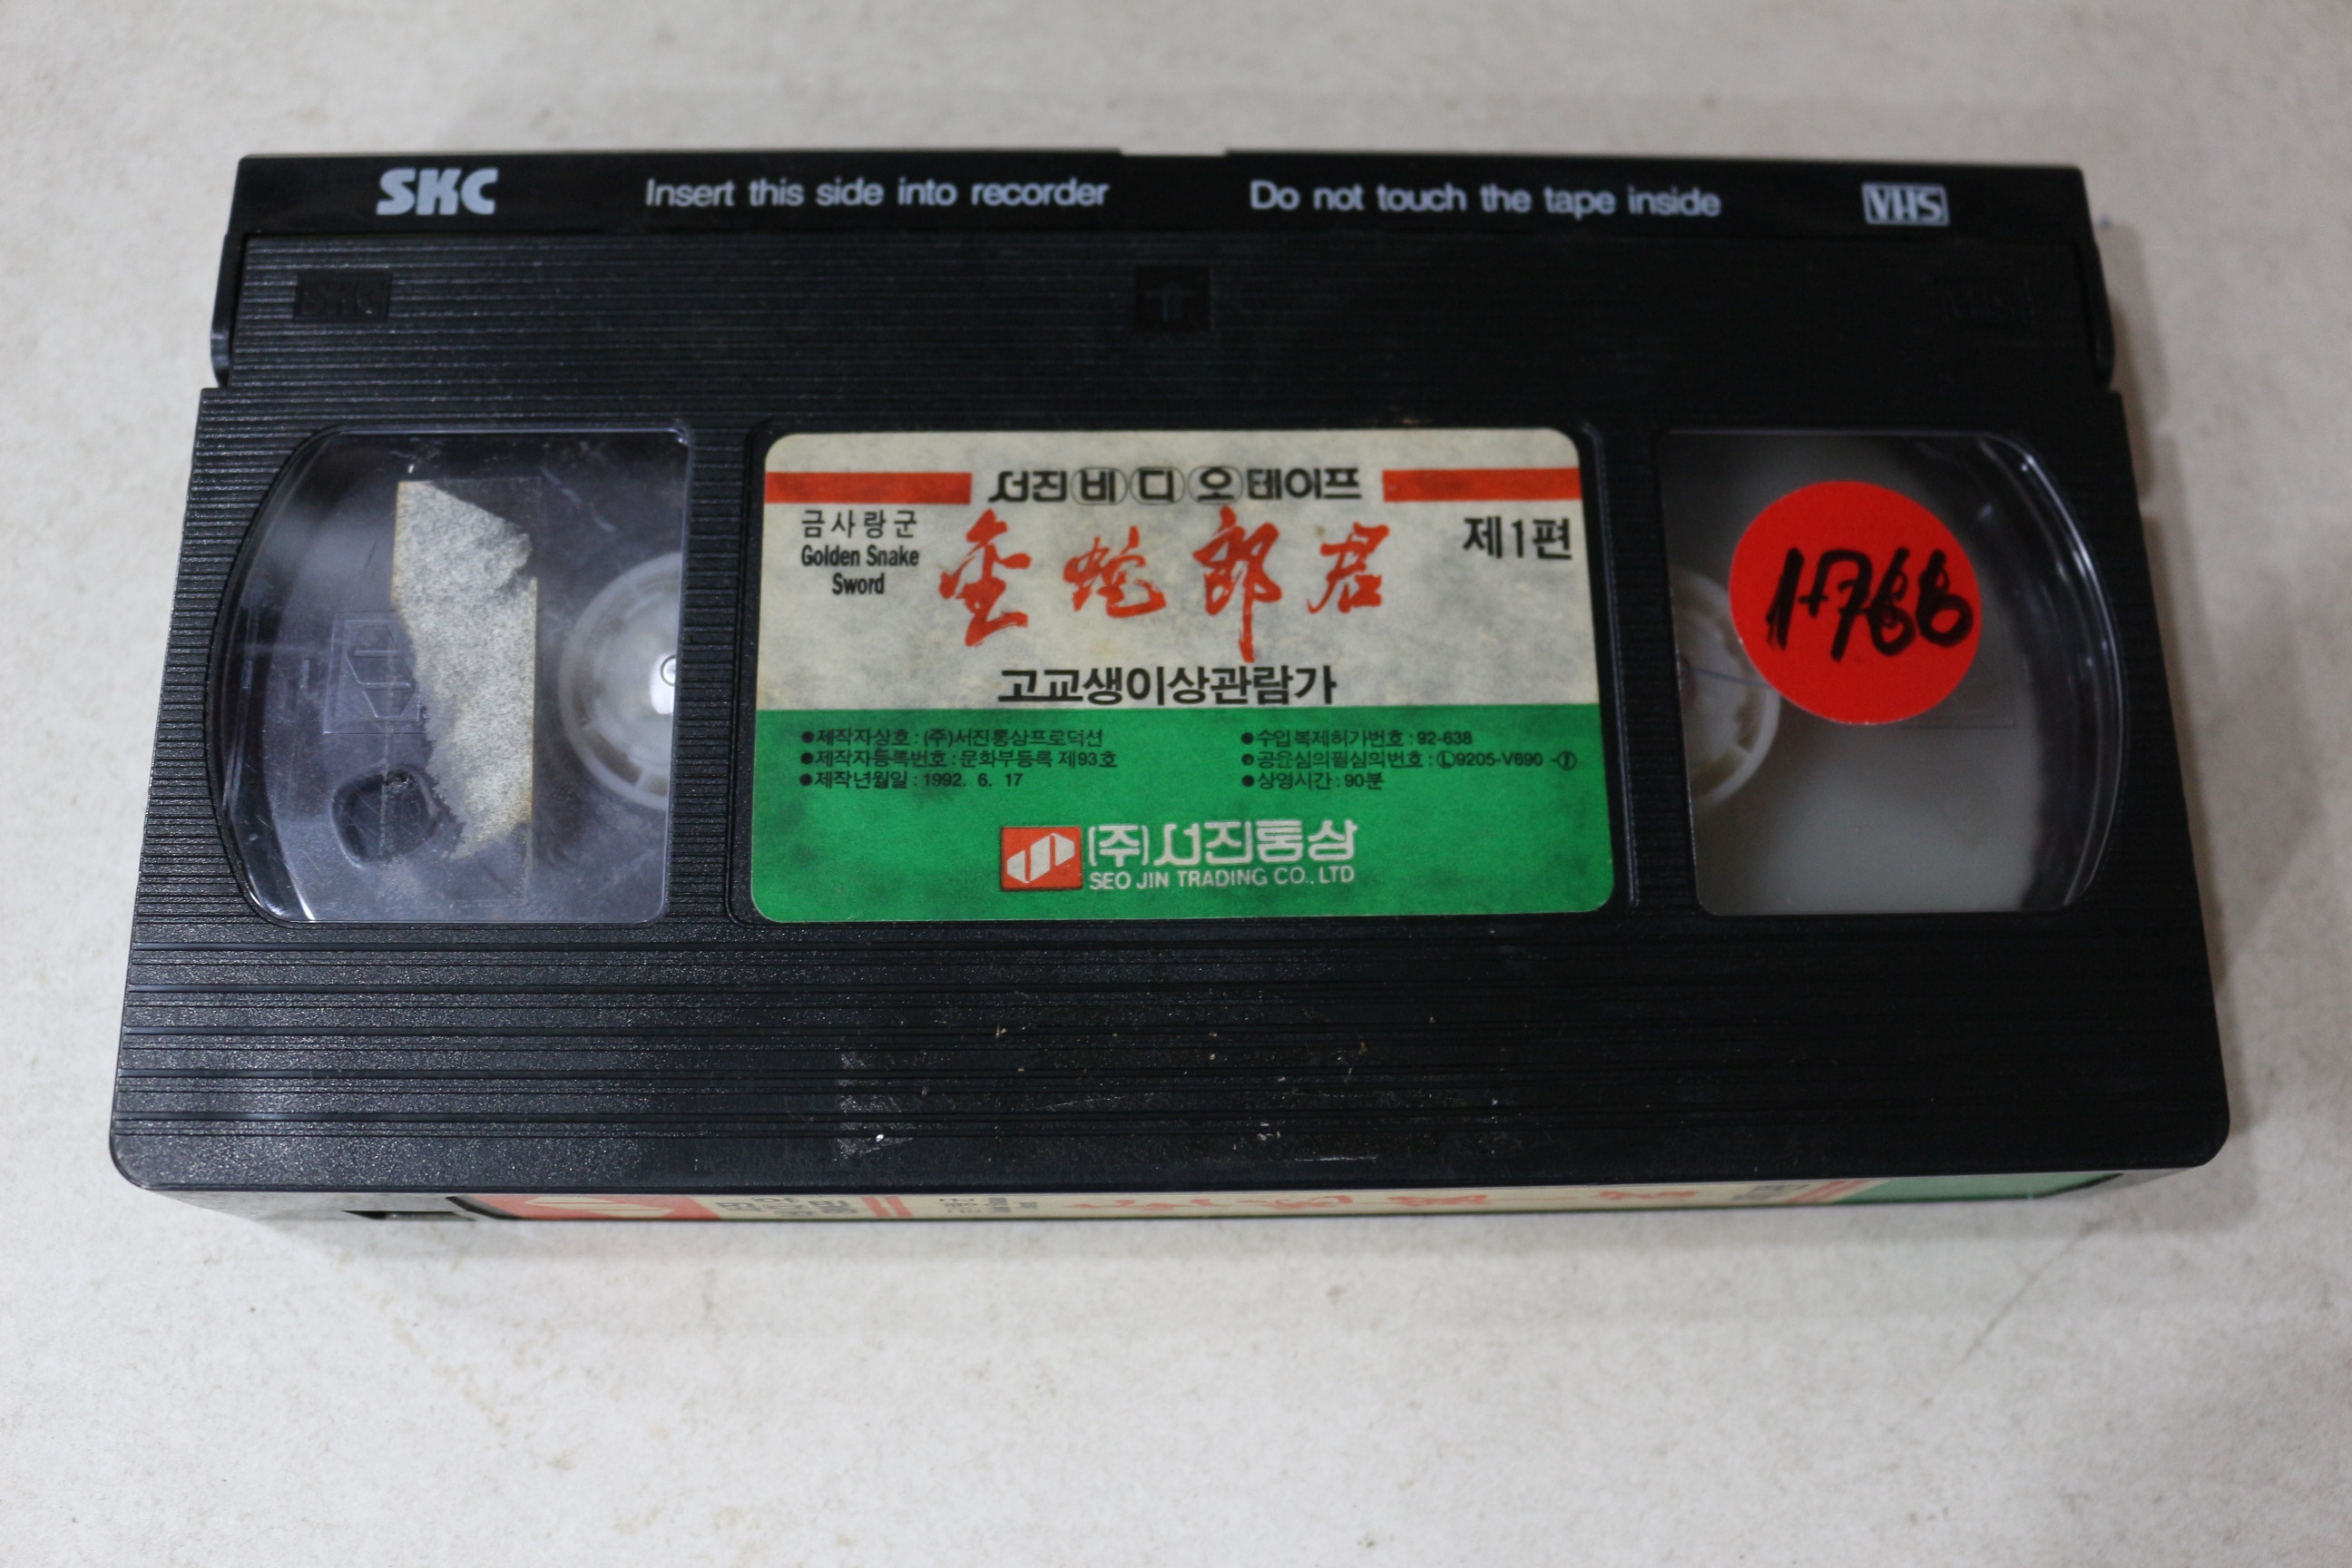 SKC Insert this side into recorder Do not touch the tape inside VHS
SKC VHS
서진비디오테이프
금사랑군
Golden Snake
Sword
金蛇郎君
제1편
고교생이상관람가
●제작자상호 : (주)서진통상프로덕션
●제작자등록번호 : 문화부등록 제93호
●제작년월일 : 1992. 6. 17
●수입복제허가번호 : 92-638
●공윤심의필심의번호 : Ⓛ9205-V690
●상영시간 : 90분
(주)서진통상
SEO JIN TRADING CO., LTD